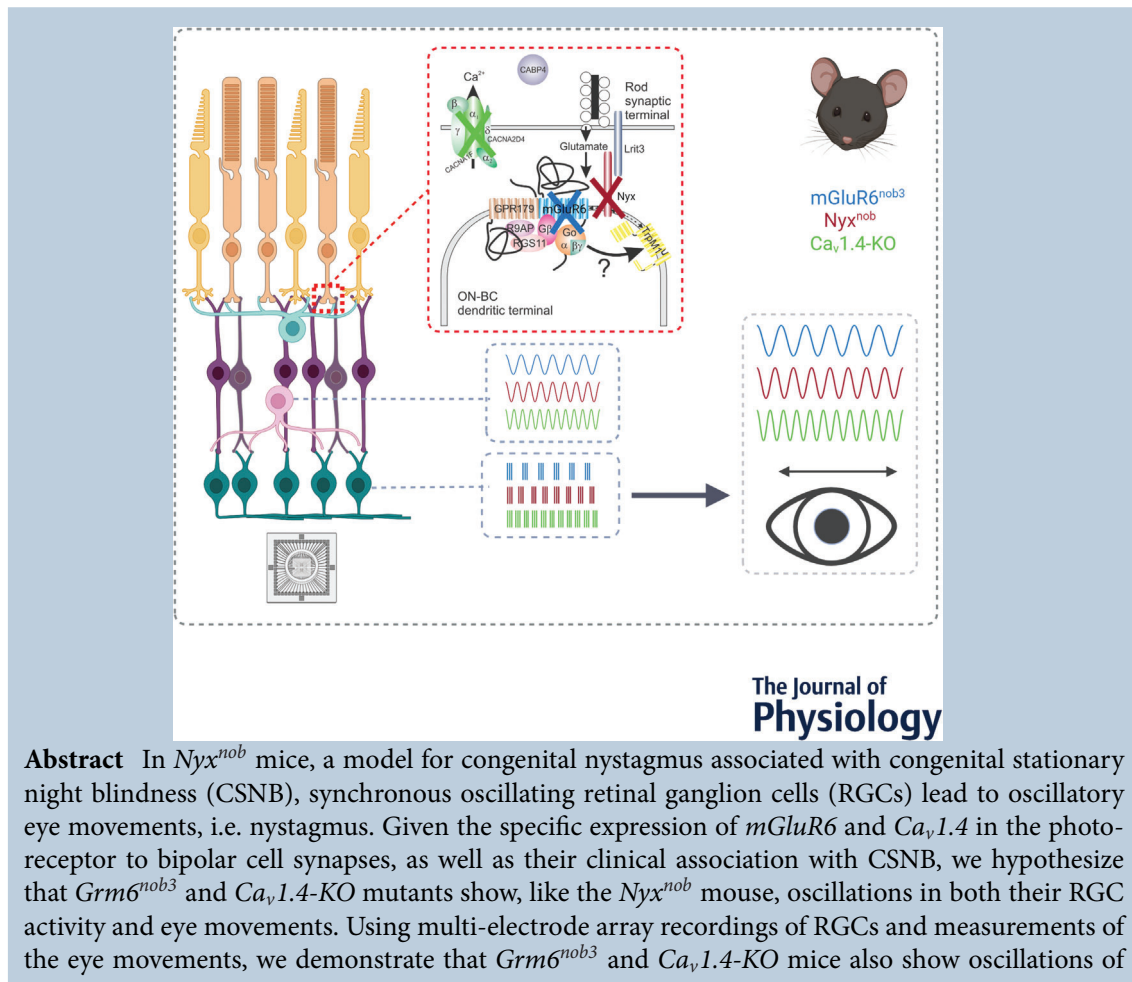 CABP4
Ca2+
Rod
synaptic
terminal
β
α1
γ
δ
CACNA2D4
CACNA1F
α2
Glutamate
Lrit3
Nyx
GPR179
mGluR6
R9AP
Gβ
RGS11
Go
α
βγ
TrpM1
?
ON-BC
dendritic terminal
mGluR6nob3
Nyxnob
Cav1.4-KO
The Journal of
Physiology
Abstract In Nyxnob mice, a model for congenital nystagmus associated with congenital stationary
night blindness (CSNB), synchronous oscillating retinal ganglion cells (RGCs) lead to oscillatory
eye movements, i.e. nystagmus. Given the specific expression of mGluR6 and Cav1.4 in the photo-
receptor to bipolar cell synapses, as well as their clinical association with CSNB, we hypothesize
that Grm6nob3 and Cav1.4-KO mutants show, like the Nyxnob mouse, oscillations in both their RGC
activity and eye movements. Using multi-electrode array recordings of RGCs and measurements of
the eye movements, we demonstrate that Grm6nob3 and Cav1.4-KO mice also show oscillations of